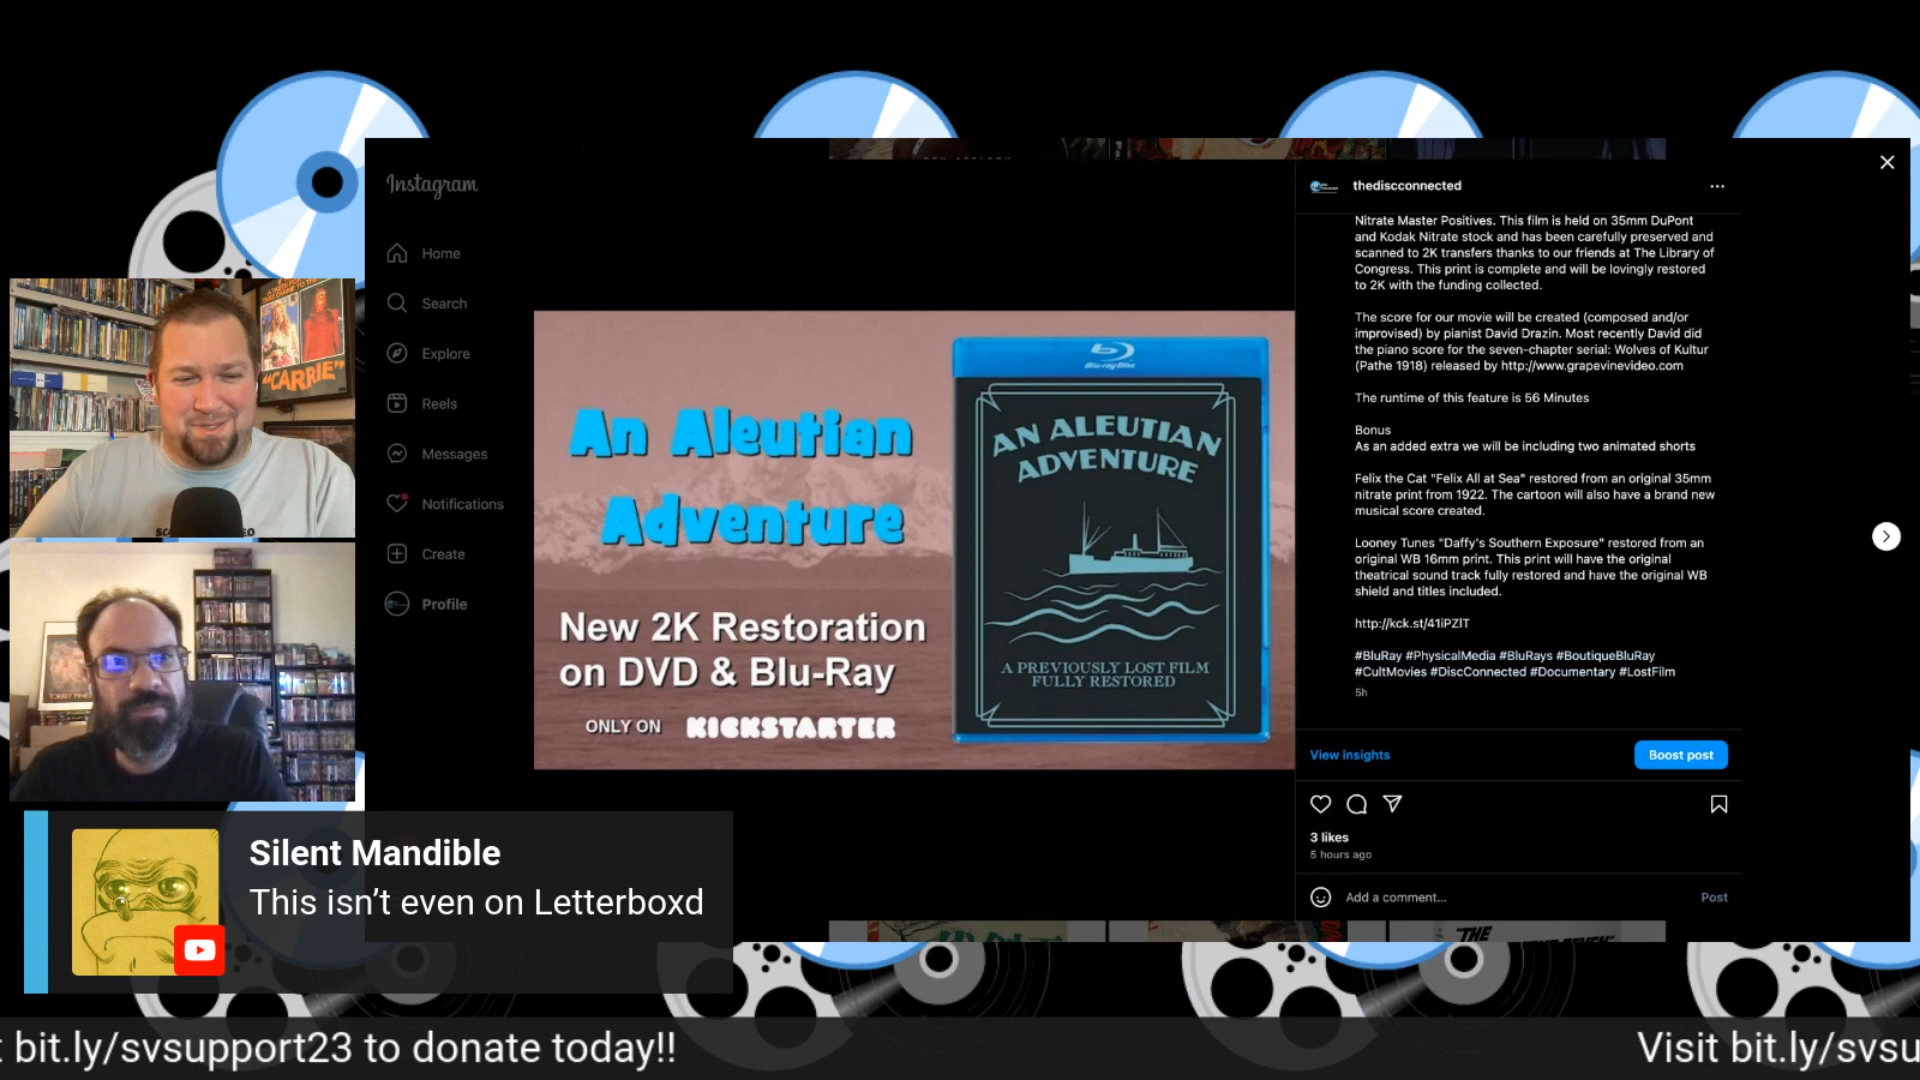 Instagram
Home
Search
Explore
Reels
Messages
Notifications
Create
Profile
"CARRIE"
An Aleutian
Adventure
New 2K Restoration
on DVD & Blu-Ray
ONLY ON KICKSTARTER
Blu-ray Disc
AN ALEUTIAN
ADVENTURE
A PREVIOUSLY LOST FILM
FULLY RESTORED
thediscconnected
Nitrate Master Positives. This film is held on 35mm DuPont
and Kodak Nitrate stock and has been carefully preserved and
scanned to 2K transfers thanks to our friends at The Library of
Congress. This print is complete and will be lovingly restored
to 2K with the funding collected.
The score for our movie will be created (composed and/or
improvised) by pianist David Drazin. Most recently David did
the piano score for the seven-chapter serial: Wolves of Kultur
(Pathe 1918) released by http://www.grapevinevideo.com
The runtime of this feature is 56 Minutes
Bonus
As an added extra we will be including two animated shorts
Felix the Cat "Felix All at Sea" restored from an original 35mm
nitrate print from 1922. The cartoon will also have a brand new
musical score created.
Looney Tunes "Daffy's Southern Exposure" restored from an
original WB 16mm print. This print will have the original
theatrical sound track fully restored and have the original WB
shield and titles included.
http://kck.st/41iPZlT
#BluRay #PhysicalMedia #BluRays #BoutiqueBluRay
#CultMovies #DiscConnected #Documentary #LostFilm
5h
View insights
Boost post
3 likes
5 hours ago
Add a comment...
Post
THE
Silent Mandible
This isn't even on Letterboxd
bit.ly/svsupport23 to donate today!!
Visit bit.ly/svsu